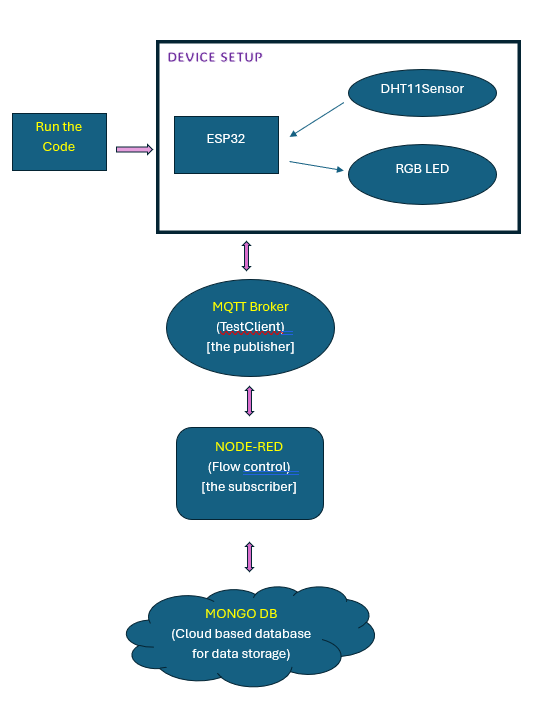 DEVICE SETUP
DHT11Sensor
Run the
Code
ESP32
RGB LED
MQTT Broker
(TestClient)
[the publisher]
NODE-RED
(Flow control)
[the subscriber]
MONGO DB
(Cloud based database
for data storage)